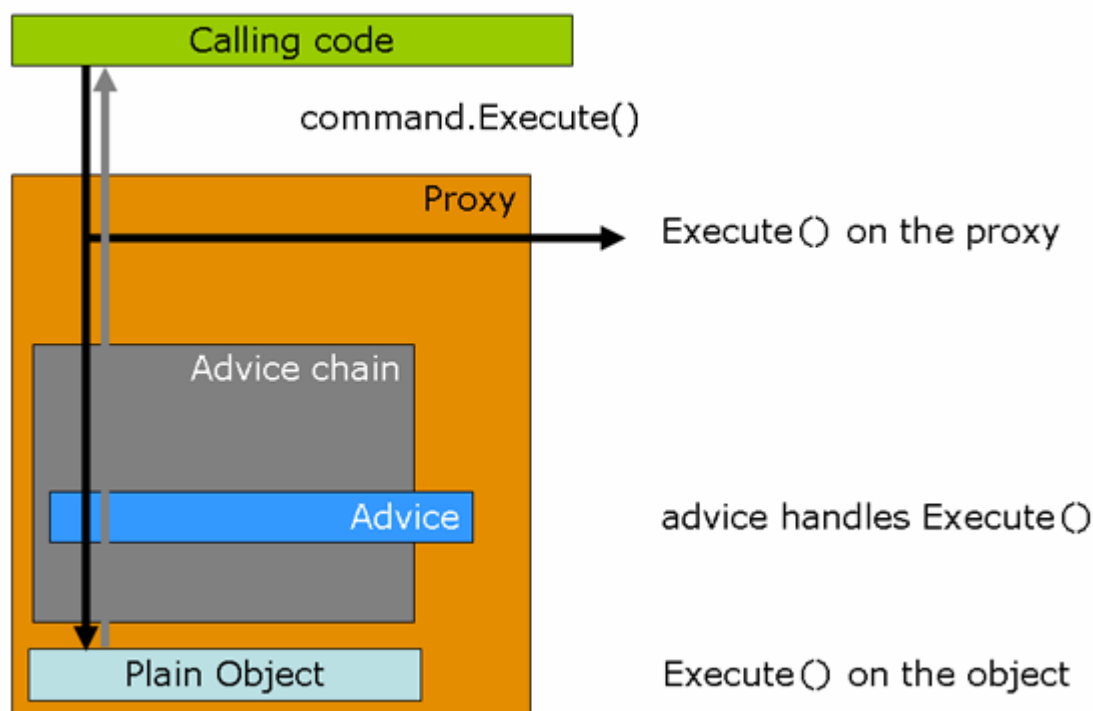 Calling code
command.Execute()
Proxy
Execute() on the proxy
Advice chain
Advice
advice handles Execute()
Plain Object
Execute() on the object